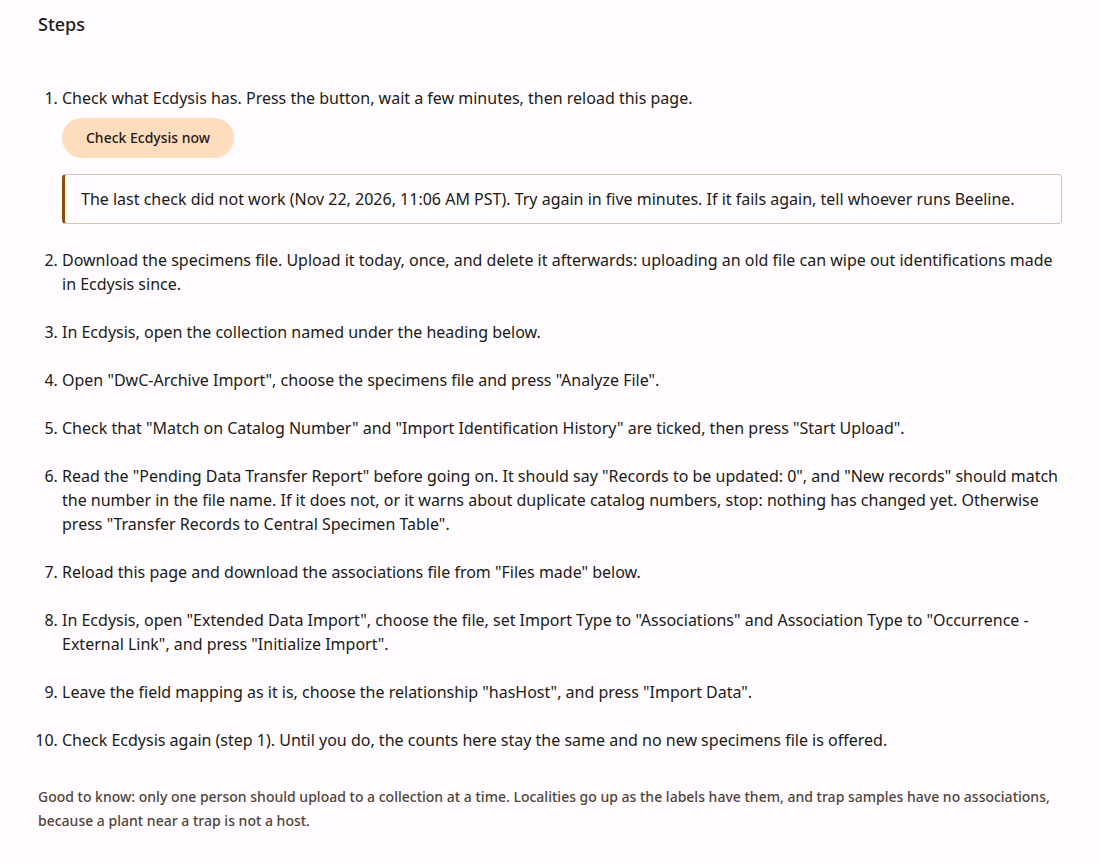 Steps
1. Check what Ecdysis has. Press the button, wait a few minutes, then reload this page.
Check Ecdysis now
The last check did not work (Nov 22, 2026, 11:06 AM PST). Try again in five minutes. If it fails again, tell whoever runs Beeline.
2. Download the specimens file. Upload it today, once, and delete it afterwards: uploading an old file can wipe out identifications made
in Ecdysis since.
3. In Ecdysis, open the collection named under the heading below.
4. Open "DwC-Archive Import", choose the specimens file and press "Analyze File".
5. Check that "Match on Catalog Number" and "Import Identification History" are ticked, then press "Start Upload".
6. Read the "Pending Data Transfer Report" before going on. It should say "Records to be updated: 0", and "New records" should match
the number in the file name. If it does not, or it warns about duplicate catalog numbers, stop: nothing has changed yet. Otherwise
press "Transfer Records to Central Specimen Table".
7. Reload this page and download the associations file from "Files made" below.
8. In Ecdysis, open "Extended Data Import", choose the file, set Import Type to "Associations" and Association Type to "Occurrence -
External Link", and press "Initialize Import".
9. Leave the field mapping as it is, choose the relationship "hasHost", and press "Import Data".
10. Check Ecdysis again (step 1). Until you do, the counts here stay the same and no new specimens file is offered.
Good to know: only one person should upload to a collection at a time. Localities go up as the labels have them, and trap samples have no associations,
because a plant near a trap is not a host.